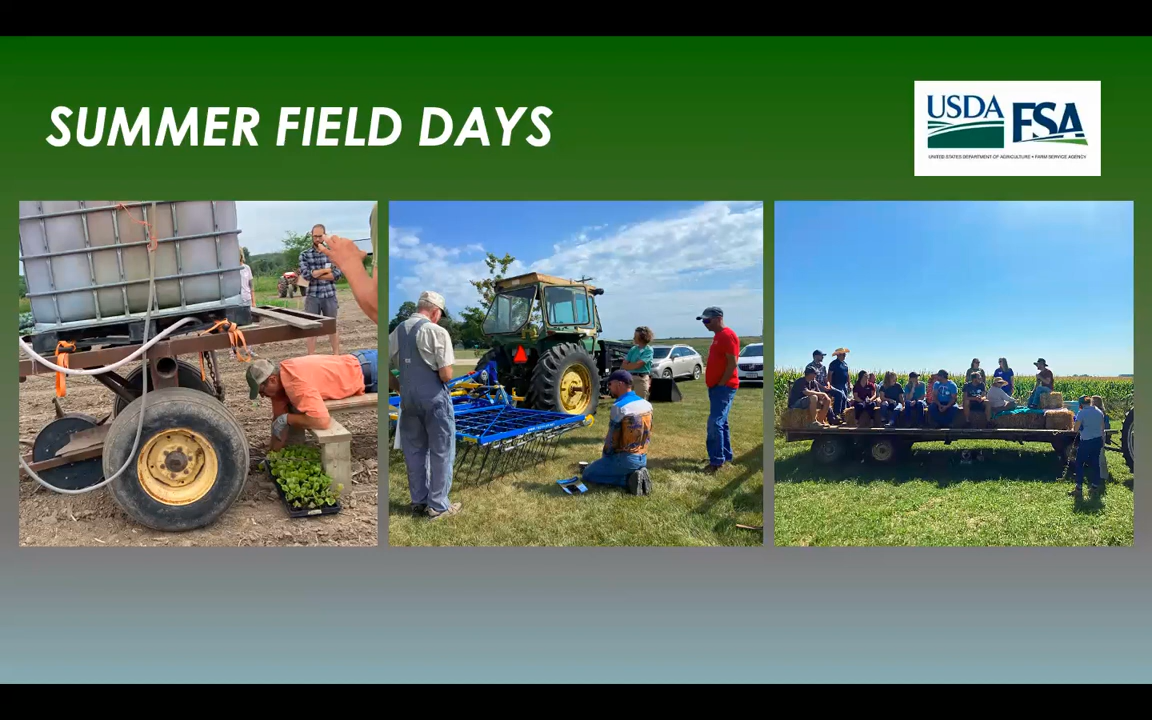 SUMMER FIELD DAYS
USDA FSA
UNITED STATES DEPARTMENT OF AGRICULTURE • FARM SERVICE AGENCY